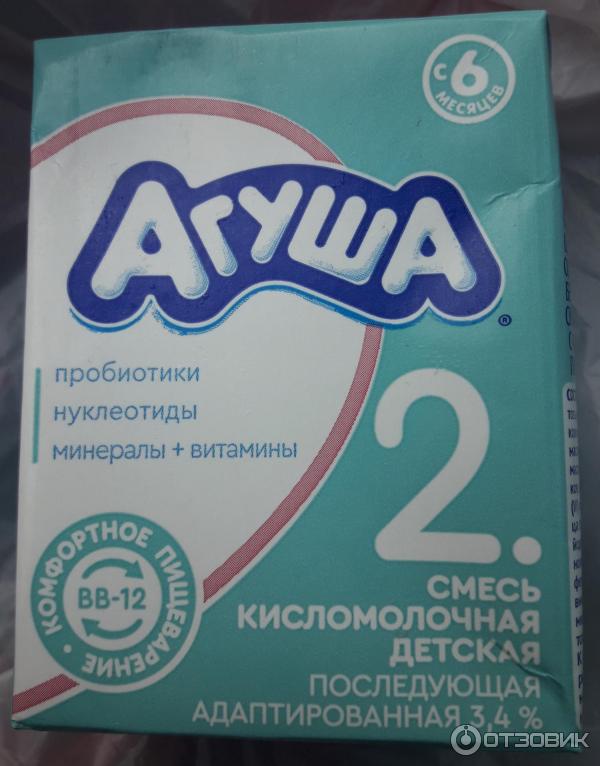 с 6
МЕСЯЦЕВ
АГУША
®
пробиотики
нуклеотиды
минералы + витамины
2.
КОМФОРТНОЕ ПИЩЕВАРЕНИЕ •
BB-12
СМЕСЬ
КИСЛОМОЛОЧНАЯ
ДЕТСКАЯ
ПОСЛЕДУЮЩАЯ
АДАПТИРОВАННАЯ 3,4 %
ОТЗОВИК